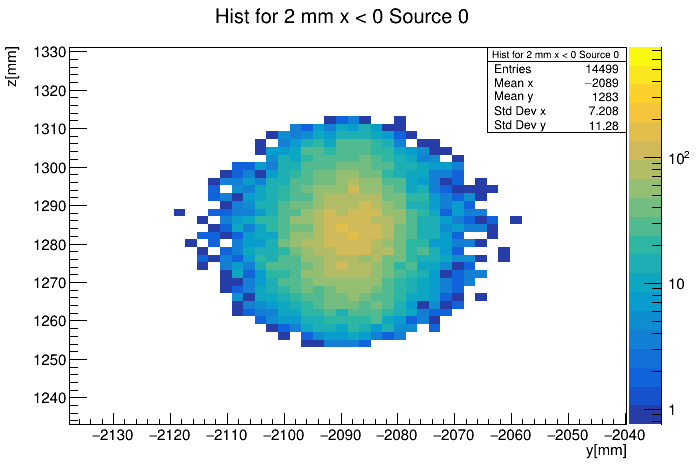 Hist for 2 mm x < 0 Source 0
z[mm]
1330
1320
1310
1300
1290
1280
1270
1260
1250
1240
Hist for 2 mm x < 0 Source 0
Entries 14499
Mean x −2089
Mean y 1283
Std Dev x 7.208
Std Dev y 11.28
10²
10
1
−2130 −2120 −2110 −2100 −2090 −2080 −2070 −2060 −2050 −2040
y[mm]